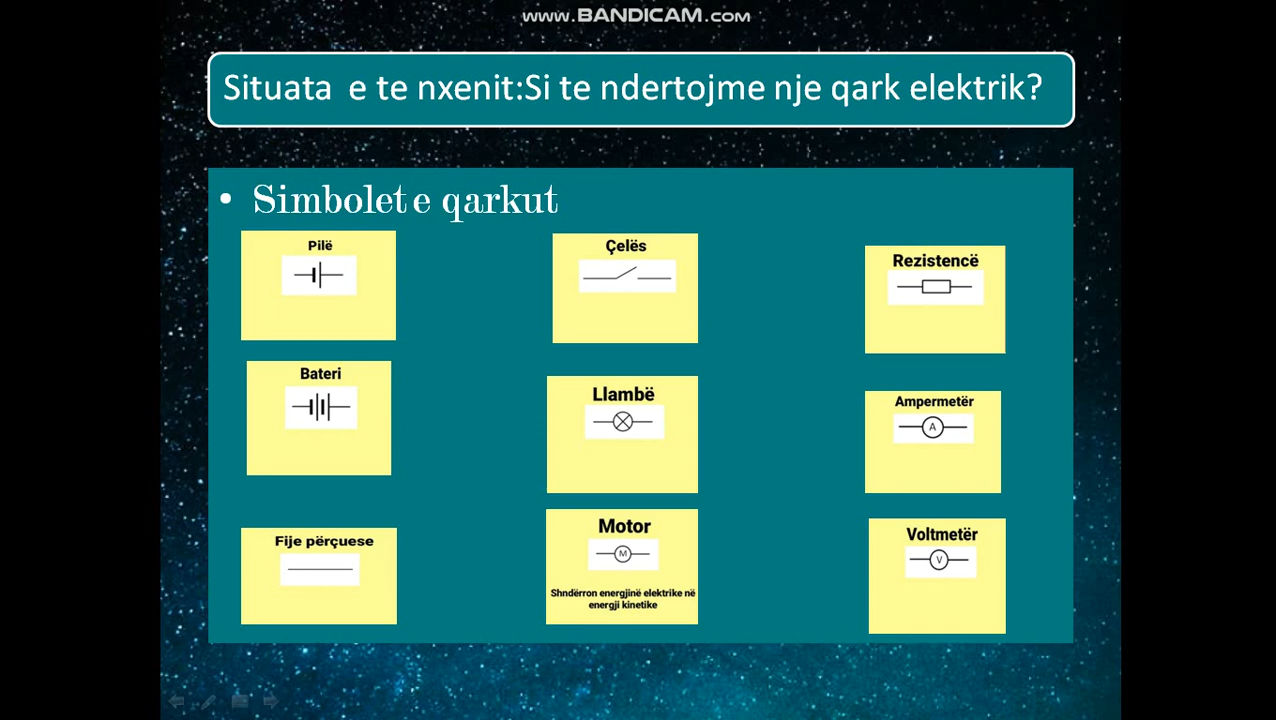 www.BANDICAM.com
Situata e te nxenit:Si te ndertojme nje qark elektrik?
• Simbolet e qarkut
Pilë
Çelës
Rezistencë
Bateri
Llambë
Ampermetër
A
Fije përçuese
Motor
M
Shndërron energjinë elektrike në
energji kinetike
Voltmetër
V